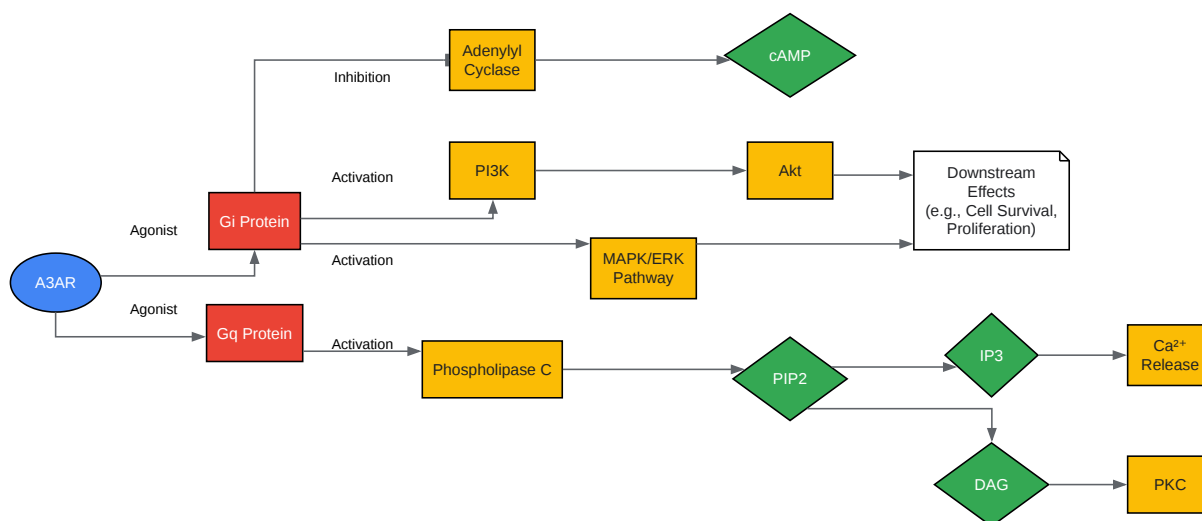 Adenylyl
Cyclase
cAMP
Inhibition
PI3K
Akt
Activation
Downstream
Effects
(e.g., Cell Survival,
Proliferation)
Gi Protein
Agonist
Activation
MAPK/ERK
Pathway
A3AR
Agonist
Gq Protein
Activation
Phospholipase C
PIP2
IP3
Ca²⁺
Release
DAG
PKC